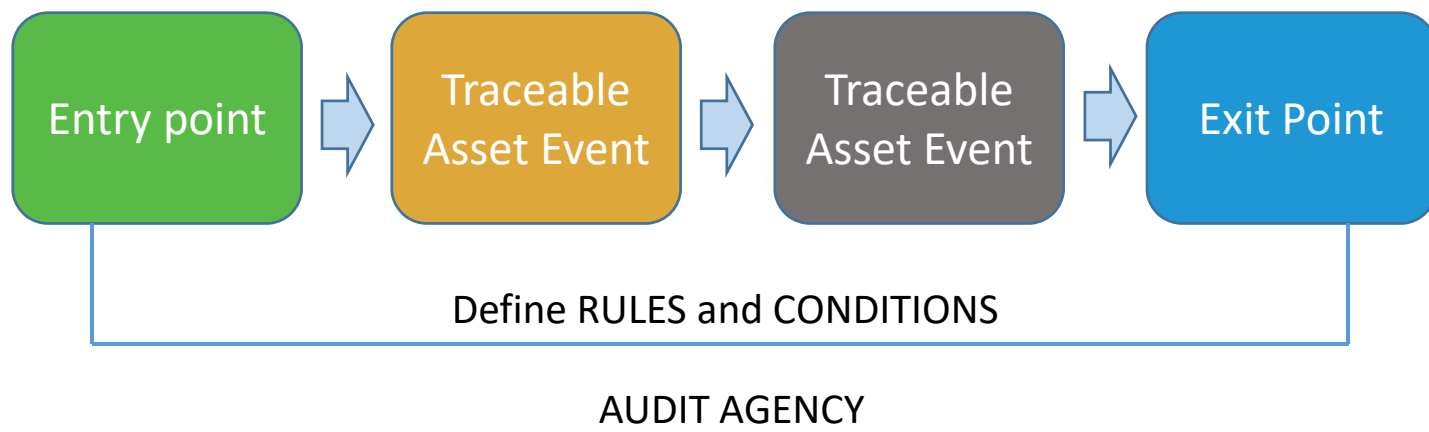 Entry point
Traceable
Asset Event
Traceable
Asset Event
Exit Point
Define RULES and CONDITIONS
AUDIT AGENCY